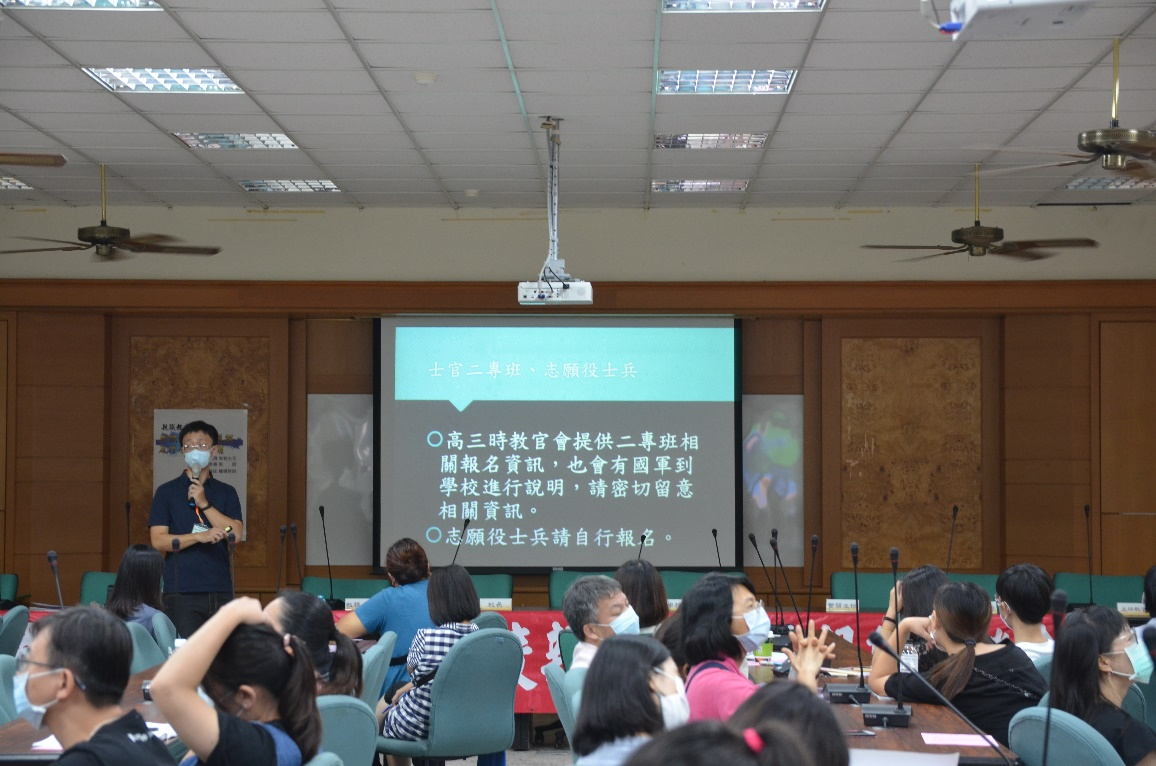 士官二專班、志願役士兵
高三時教官會提供二專班相
關報名資訊，也會有國軍到
學校進行說明，請密切留意
相關資訊。
志願役士兵請自行報名。